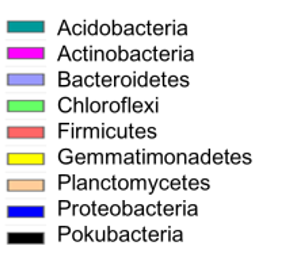 Acidobacteria
Actinobacteria
Bacteroidetes
Chloroflexi
Firmicutes
Gemmatimonadetes
Planctomycetes
Proteobacteria
Pokubacteria